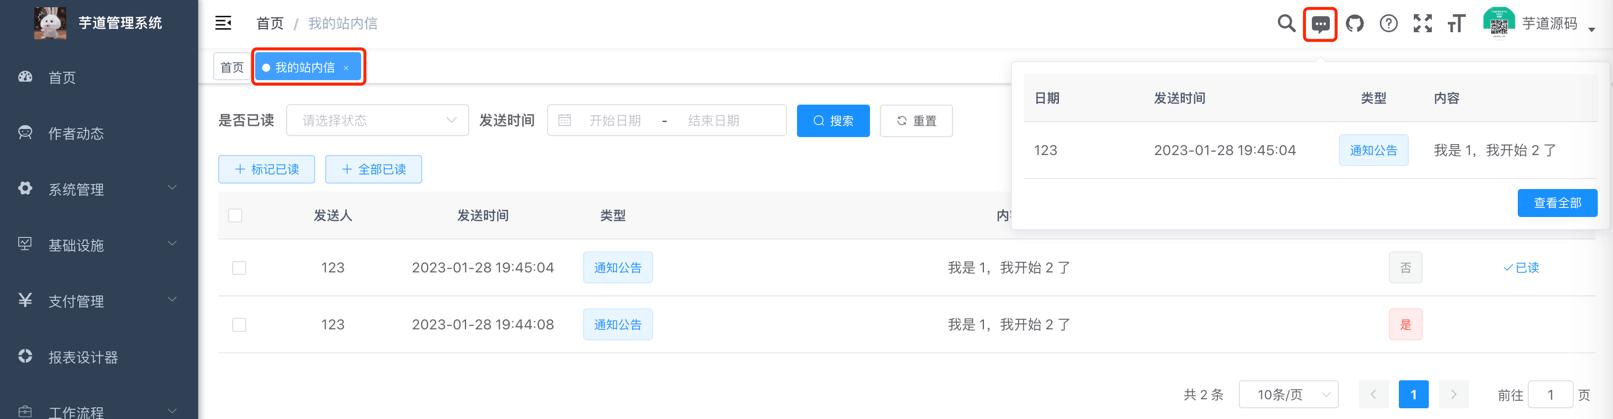 芋道管理系统
首页 / 我的站内信
芋道源码
首页
作者动态
系统管理
基础设施
支付管理
报表设计器
工作流程
首页 我的站内信 ×
是否已读 请选择状态 发送时间 开始日期 - 结束日期 搜索 重置
+ 标记已读 + 全部已读
发送人 发送时间 类型
123 2023-01-28 19:45:04 通知公告 我是 1，我开始 2 了 否 已读
123 2023-01-28 19:44:08 通知公告 我是 1，我开始 2 了 是
共 2 条 10条/页 < 1 > 前往 1 页
日期 发送时间 类型 内容
123 2023-01-28 19:45:04 通知公告 我是 1，我开始 2 了
查看全部